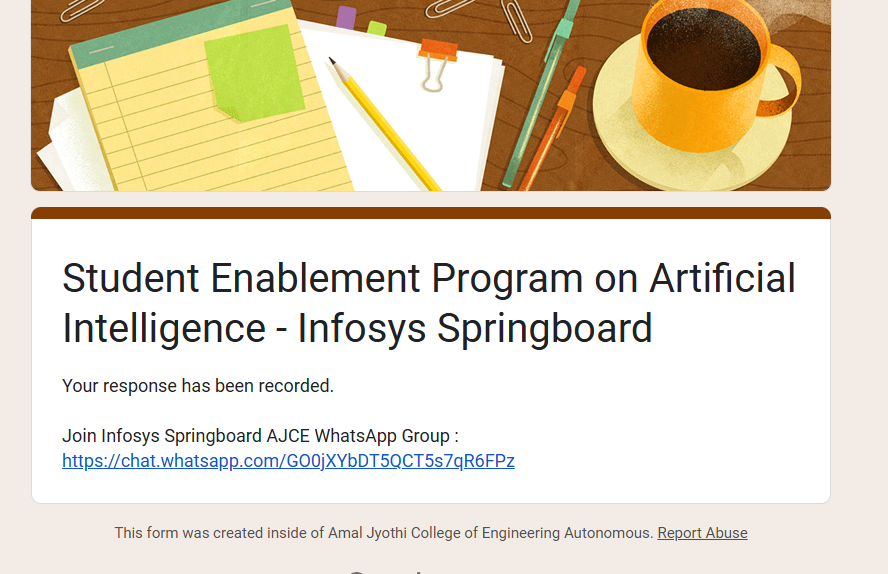 Student Enablement Program on Artificial
Intelligence - Infosys Springboard
Your response has been recorded.
Join Infosys Springboard AJCE WhatsApp Group :
https://chat.whatsapp.com/GO0jXYbDT5QCT5s7qR6FPz
This form was created inside of Amal Jyothi College of Engineering Autonomous. Report Abuse